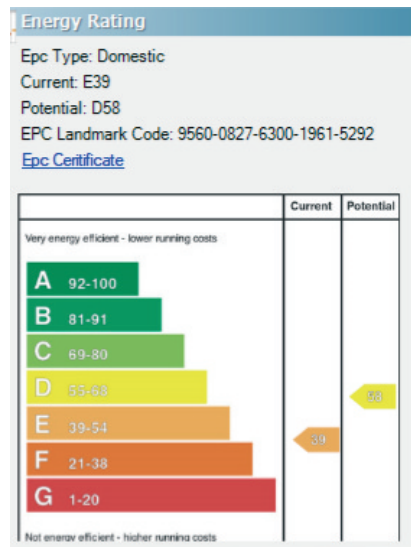 Energy Rating
Epc Type: Domestic
Current: E39
Potential: D58
EPC Landmark Code: 9560-0827-6300-1961-5292
Epc Ceritificate
Current Potential
Very energy efficient - lower running costs
A 92-100
B 81-91
C 69-80
D 55-68
58
E 39-54
39
F 21-38
G 1-20
Not energy efficient - higher running costs